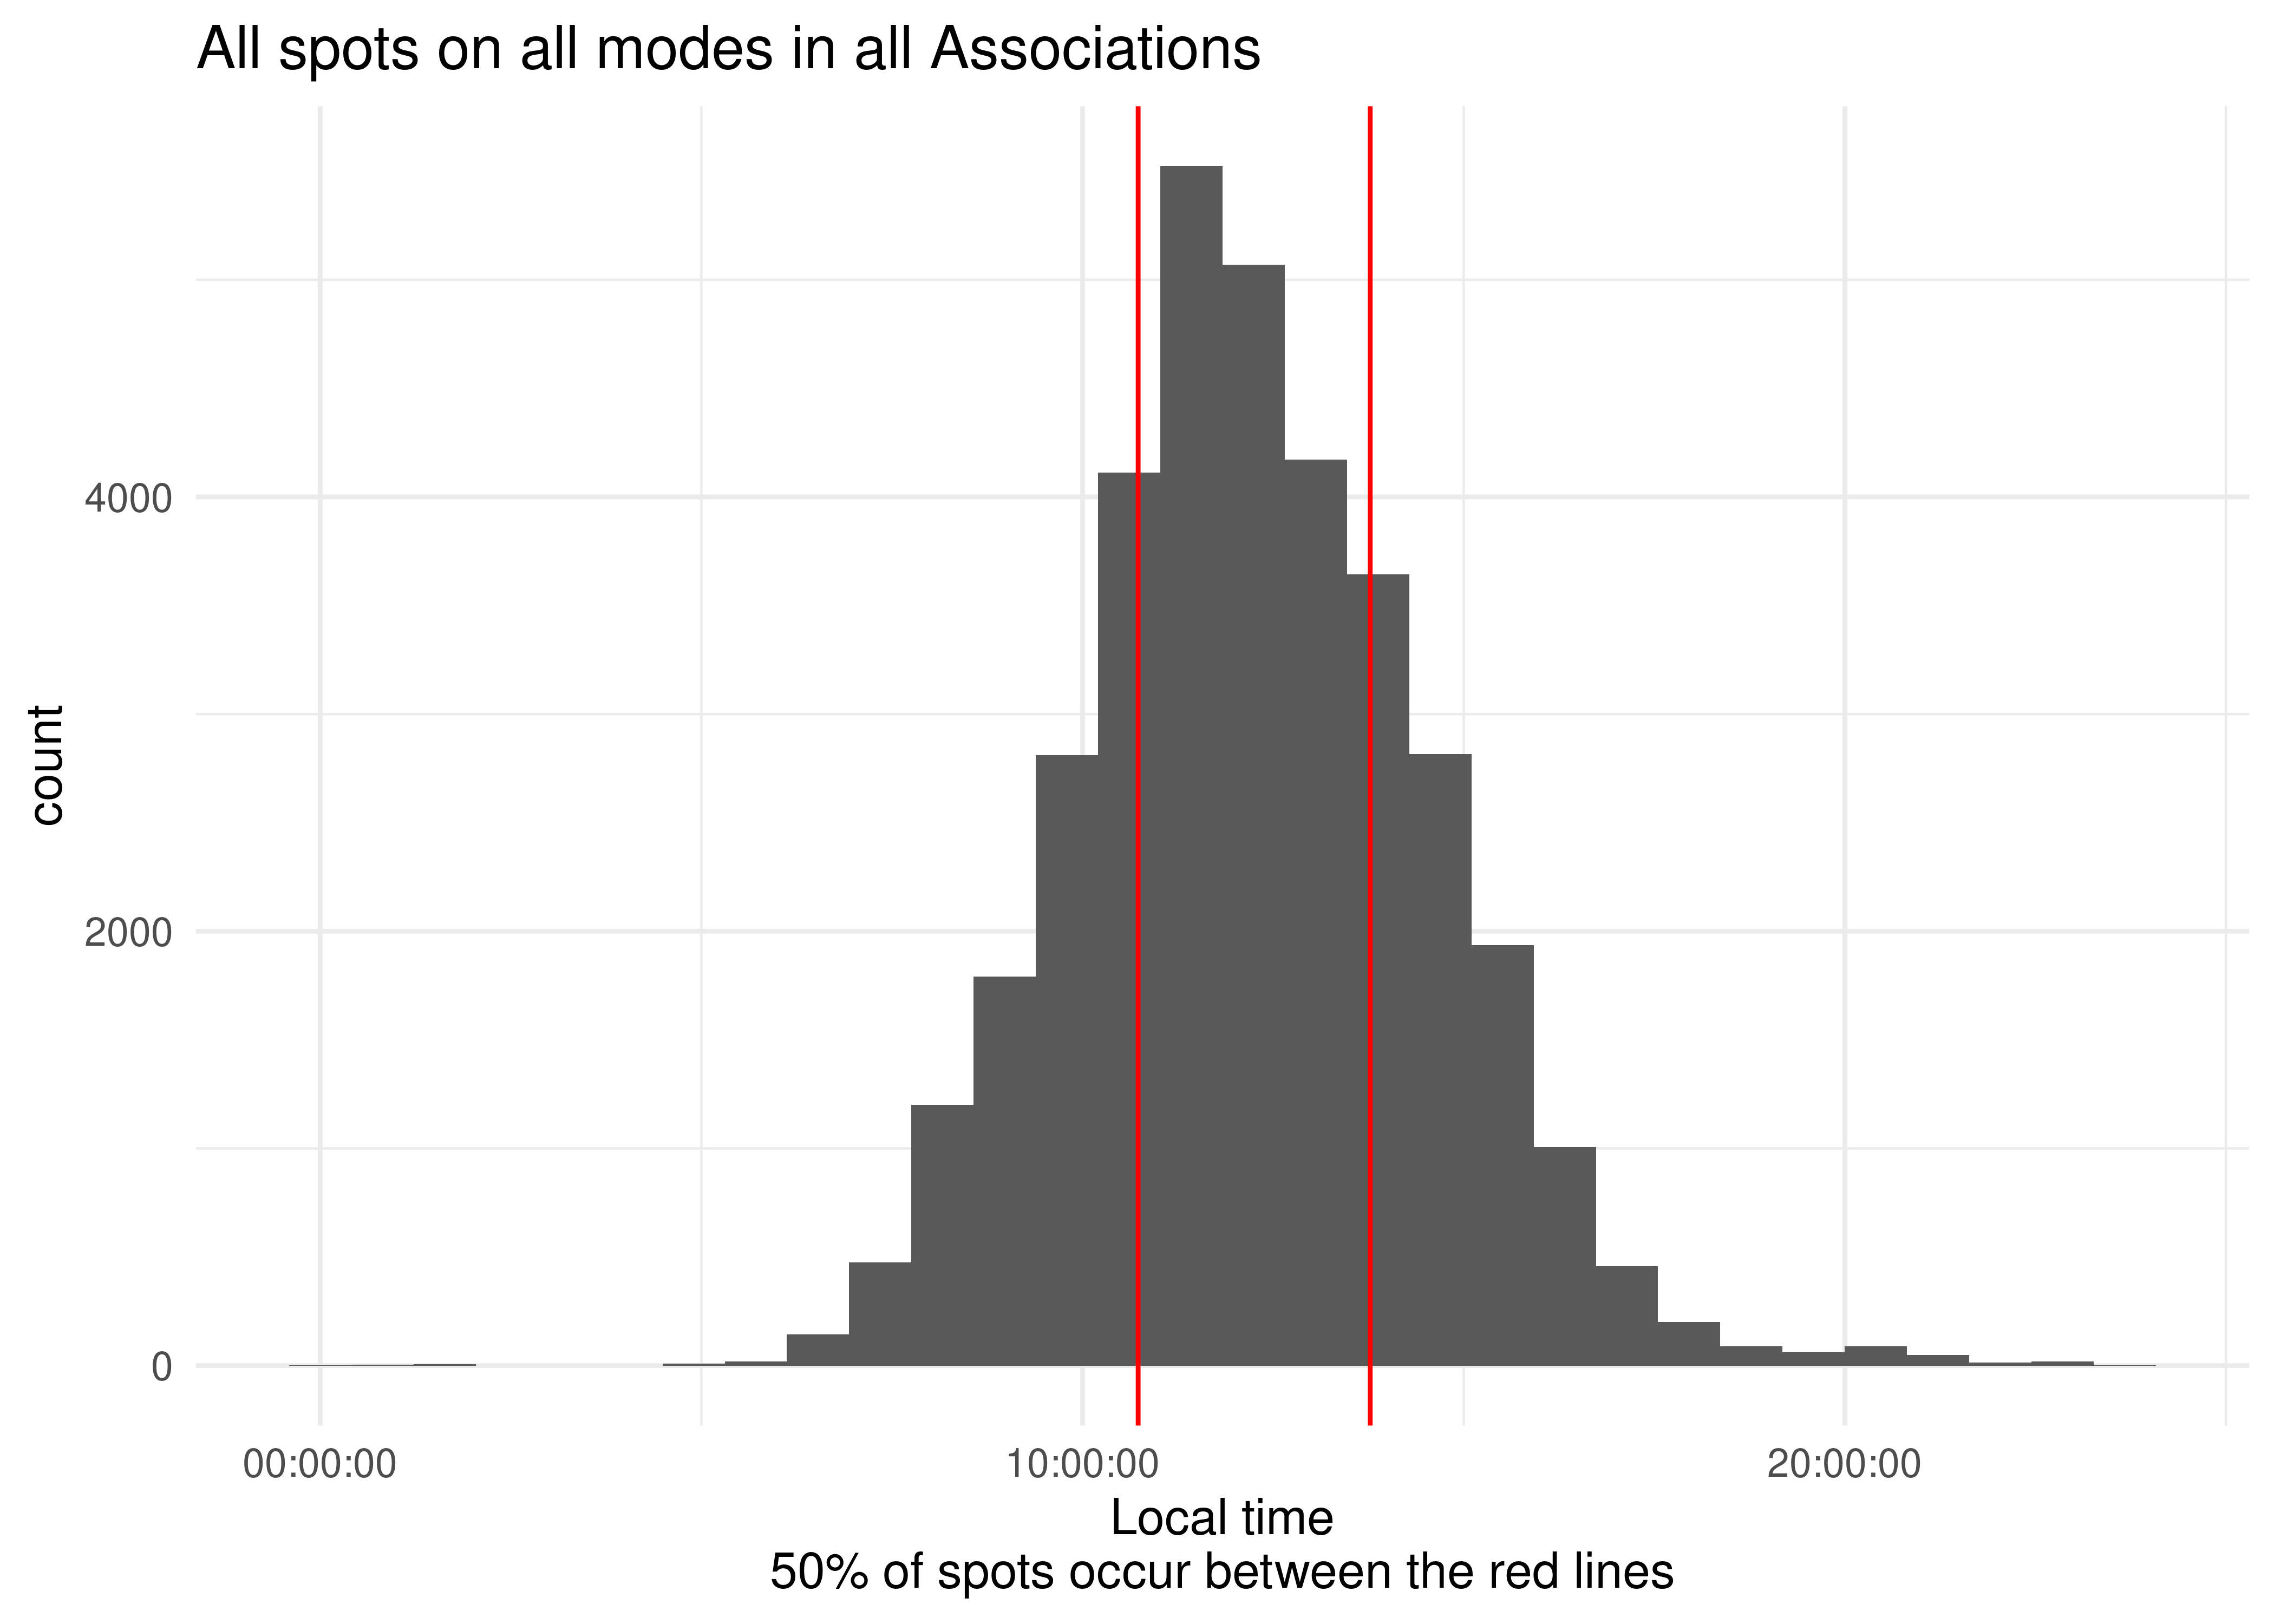 All spots on all modes in all Associations
count
4000
2000
0
00:00:00
10:00:00
20:00:00
Local time
50% of spots occur between the red lines